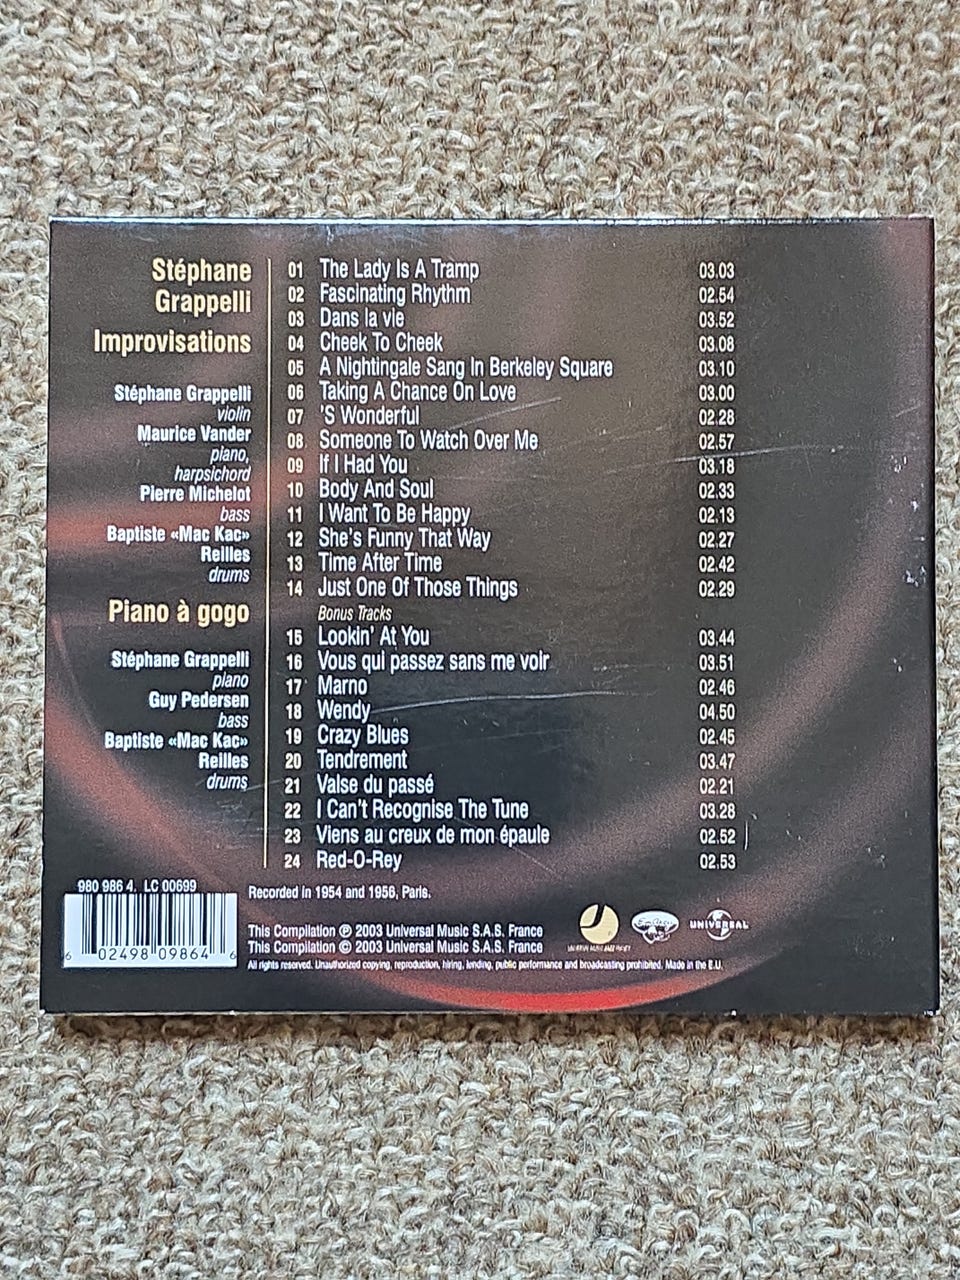 Stéphane
Grappelli
Improvisations
Stéphane Grappelli
violin
Maurice Vander
piano,
harpsichord
Pierre Michelot
bass
Baptiste «Mac Kac»
Reilles
drums
Piano à gogo
Stéphane Grappelli
piano
Guy Pedersen
bass
Baptiste «Mac Kac»
Reilles
drums
01 The Lady Is A Tramp 03.03
02 Fascinating Rhythm 02.54
03 Dans la vie 03.52
04 Cheek To Cheek 03.08
05 A Nightingale Sang In Berkeley Square 03.10
06 Taking A Chance On Love 03.00
07 'S Wonderful 02.28
08 Someone To Watch Over Me 02.57
09 If I Had You 03.18
10 Body And Soul 02.33
11 I Want To Be Happy 02.13
12 She's Funny That Way 02.27
13 Time After Time 02.42
14 Just One Of Those Things 02.29
Bonus Tracks
15 Lookin' At You 03.44
16 Vous qui passez sans me voir 03.51
17 Marno 02.46
18 Wendy 04.50
19 Crazy Blues 02.45
20 Tendrement 03.47
21 Valse du passé 02.21
22 I Can't Recognise The Tune 03.28
23 Viens au creux de mon épaule 02.52
24 Red-O-Rey 02.53
980 986 4. LC 00699
6 02498 09864 6
Recorded in 1954 and 1956, Paris.
This Compilation ℗ 2003 Universal Music S.A.S. France
This Compilation © 2003 Universal Music S.A.S. France
All rights reserved. Unauthorized copying, reproduction, hiring, lending, public performance and broadcasting prohibited. Made in the E.U.
J
UNIVERSAL MUSIC JAZZ FRANCE
EmArcy
UNIVERSAL